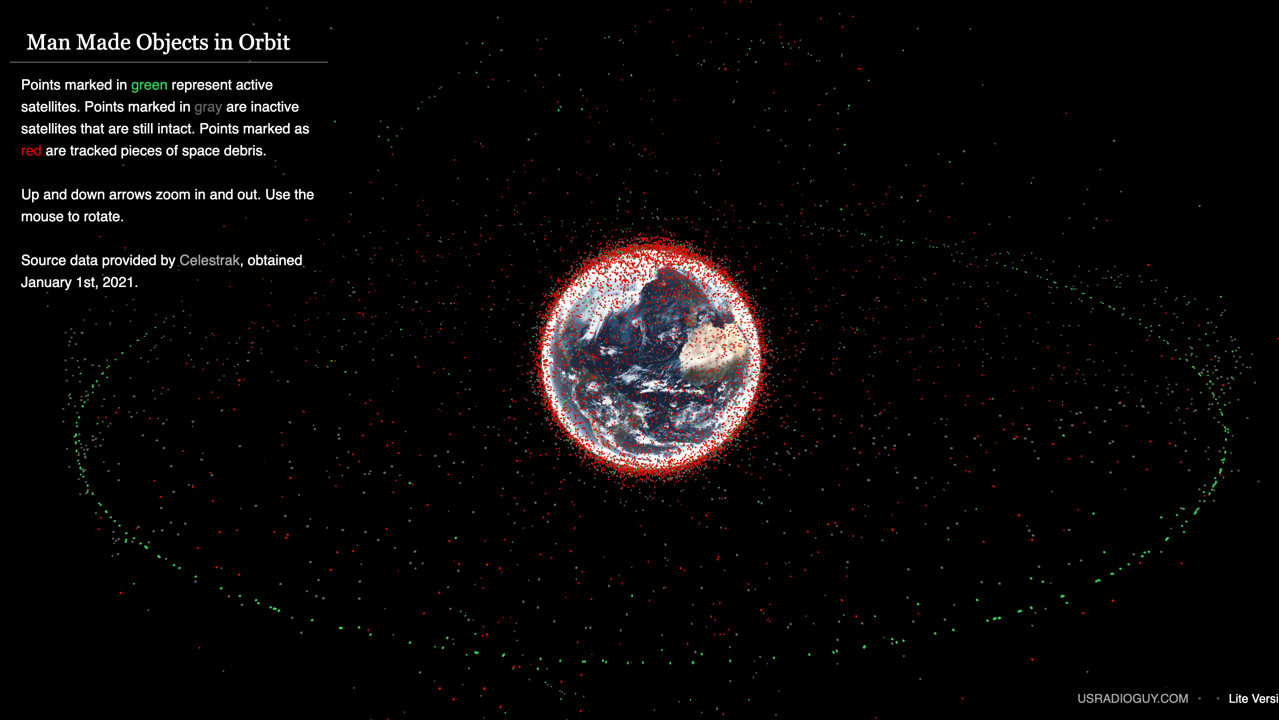 Man Made Objects in Orbit
Points marked in green represent active
satellites. Points marked in gray are inactive
satellites that are still intact. Points marked as
red are tracked pieces of space debris.
Up and down arrows zoom in and out. Use the
mouse to rotate.
Source data provided by Celestrak, obtained
January 1st, 2021.
USRADIOGUY.COM
Lite Versi